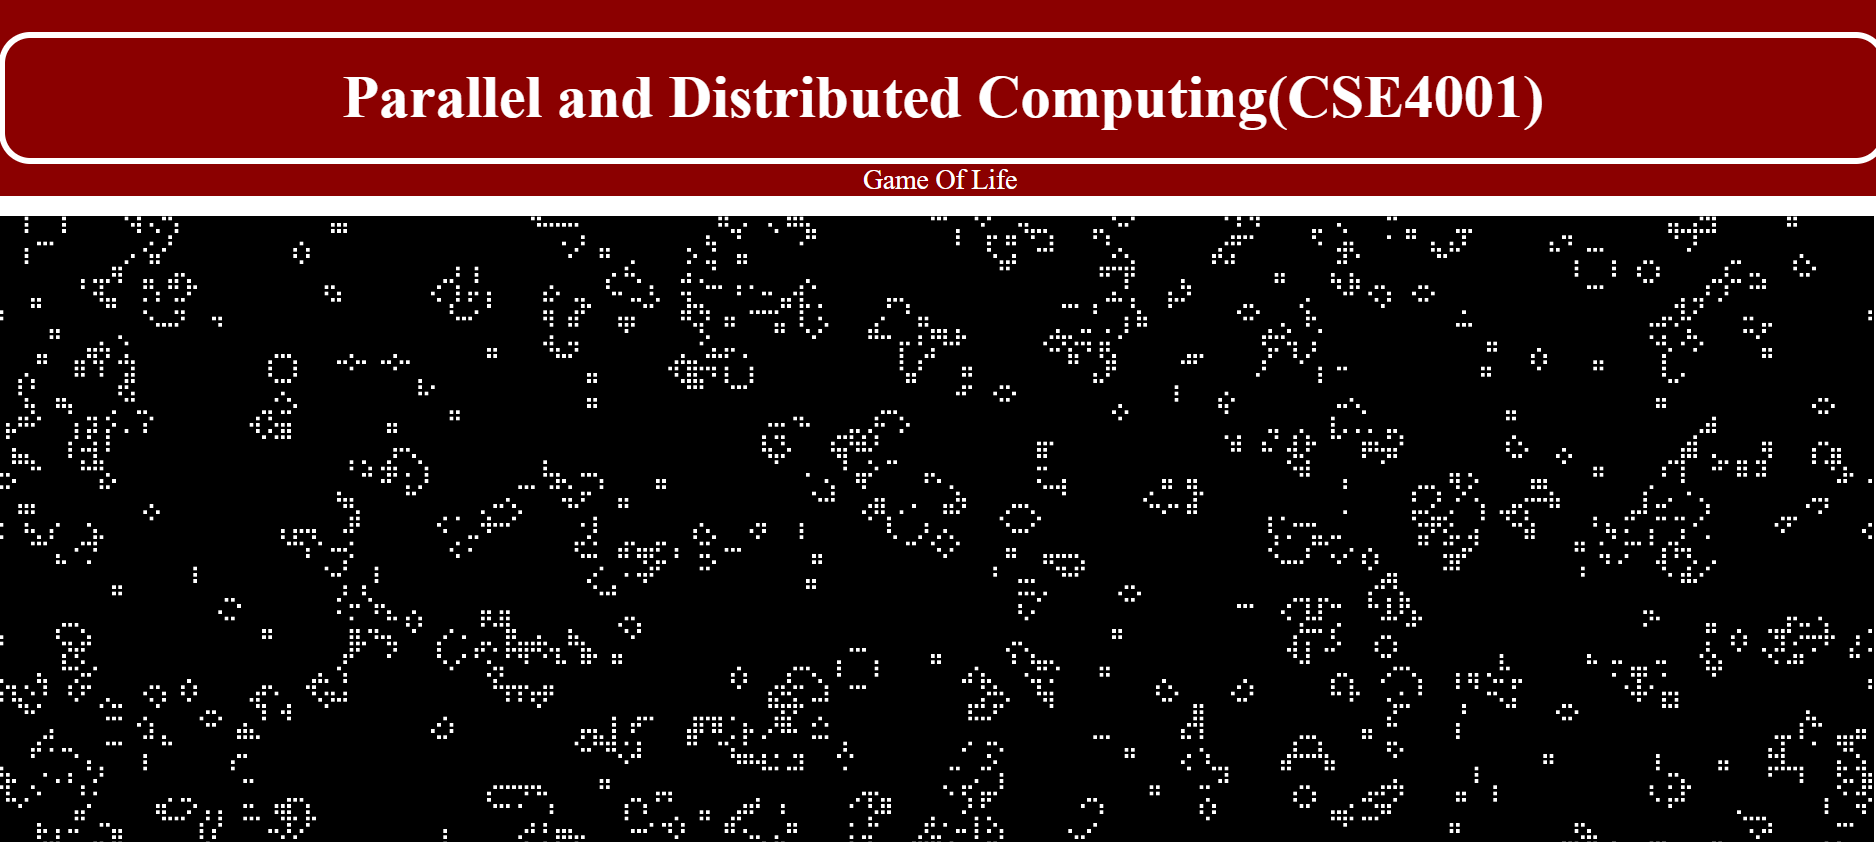 Parallel and Distributed Computing(CSE4001)
Game Of Life